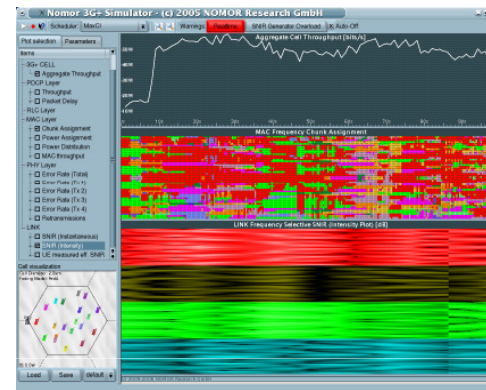 Nomor 3G+ Simulator - (c) 2005 NOMOR Research GmbH
Scheduler: MaxCI Warnings: Realtime SNIR Generator Overload Auto-Off
Plot selection Parameters
Items
3G+ CELL
Aggregate Throughput
PDCP Layer
Throughput
Packet Delay
RLC Layer
MAC Layer
Chunk Assignment
Power Assignment
Power Distribution
MAC throughput
PHY Layer
Error Rate (Total)
Error Rate (Tx 1)
Error Rate (Tx 2)
Error Rate (Tx 3)
Error Rate (Tx 4)
Retransmissions
LINK
SNIR (Instantaneous)
SNIR (Intensity)
UE measured eff. SNIR
Cell visualization
Load Save default
Aggregate Cell Throughput [bits/s]
MAC Frequency Chunk Assignment
LINK Frequency Selective SNIR (Intensity Plot) [dB]